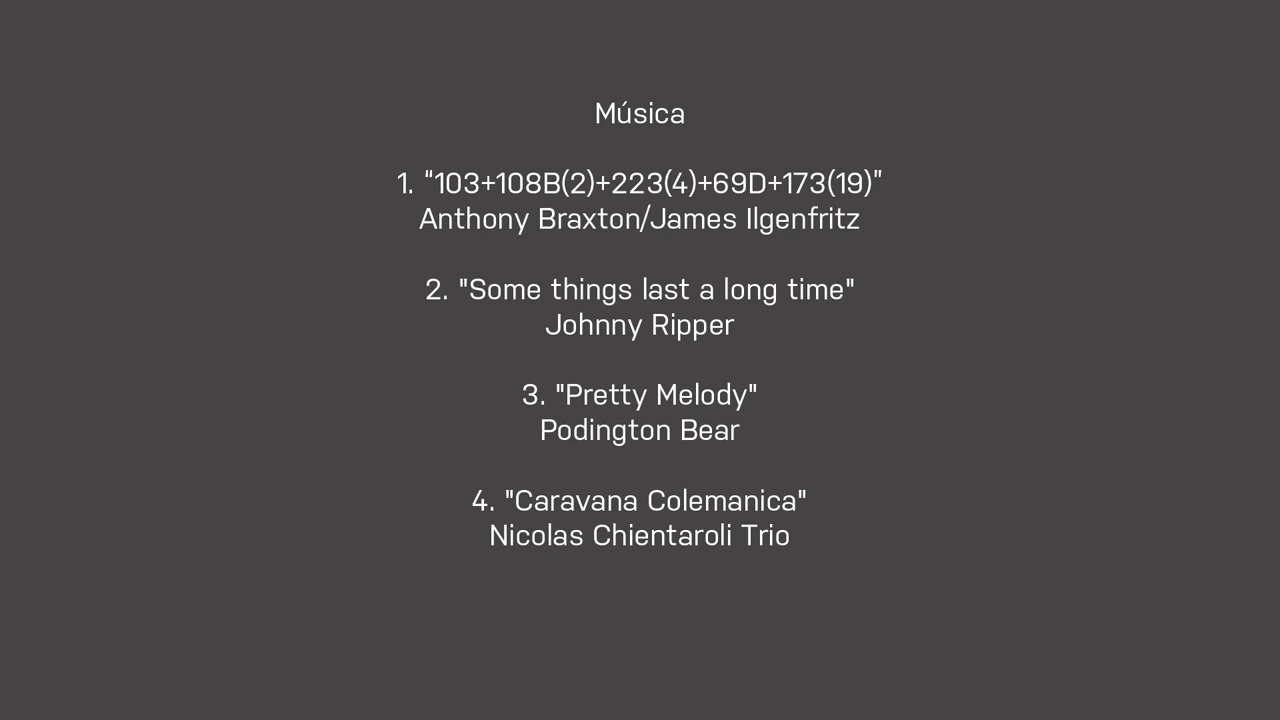 Música
1. “103+108B(2)+223(4)+69D+173(19)”
Anthony Braxton/James Ilgenfritz
2. "Some things last a long time"
Johnny Ripper
3. "Pretty Melody"
Podington Bear
4. "Caravana Colemanica"
Nicolas Chientaroli Trio